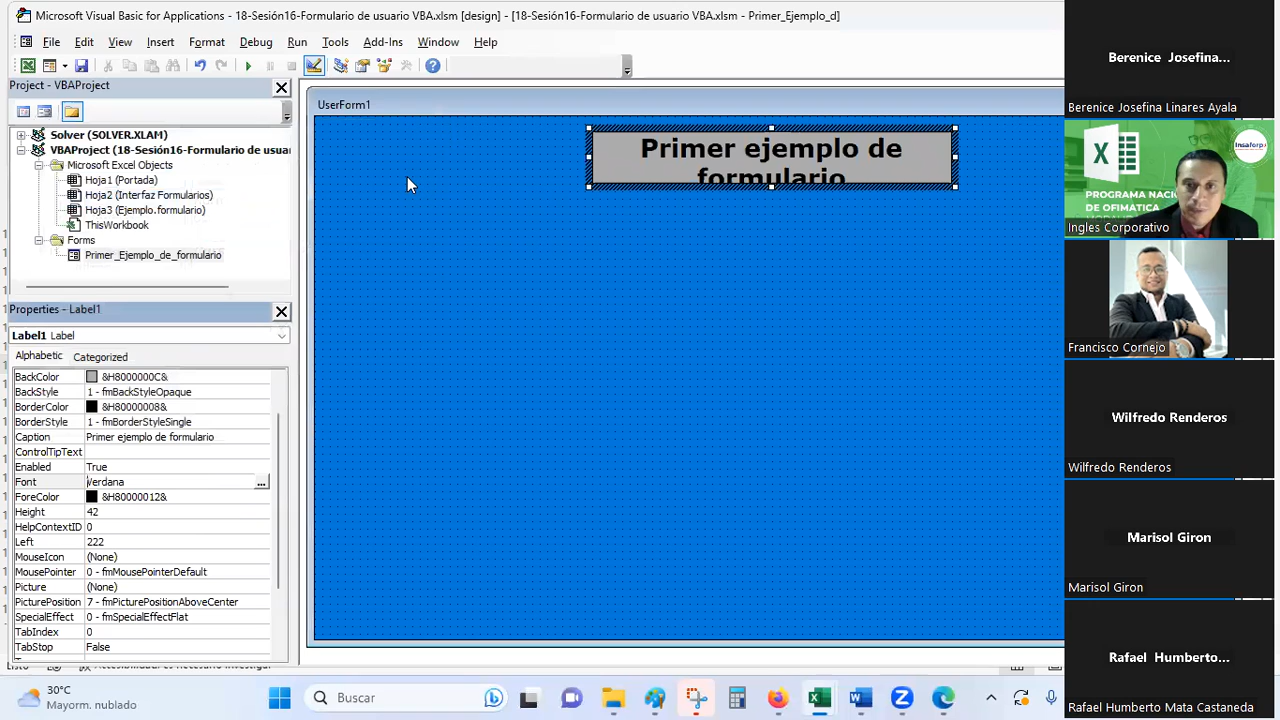 Microsoft Visual Basic for Applications - 18-Sesión16-Formulario de usuario VBA.xlsm [design] - [18-Sesión16-Formulario de usuario VBA.xlsm - Primer_Ejemplo_d]
File Edit View Insert Format Debug Run Tools Add-Ins Window Help
Project - VBAProject
Solver (SOLVER.XLAM)
VBAProject (18-Sesión16-Formulario de usuar
Microsoft Excel Objects
Hoja1 (Portada)
Hoja2 (Interfaz Formularios)
Hoja3 (Ejemplo.formulario)
ThisWorkbook
Forms
Primer_Ejemplo_de_formulario
Properties - Label1
Label1 Label
Alphabetic Categorized
BackColor &H8000000C&
BackStyle 1 - fmBackStyleOpaque
BorderColor &H80000008&
BorderStyle 1 - fmBorderStyleSingle
Caption Primer ejemplo de formulario
ControlTipText
Enabled True
Font Verdana ...
ForeColor &H80000012&
Height 42
HelpContextID 0
Left 222
MouseIcon (None)
MousePointer 0 - fmMousePointerDefault
Picture (None)
PicturePosition 7 - fmPicturePositionAboveCenter
SpecialEffect 0 - fmSpecialEffectFlat
TabIndex 0
TabStop False
UserForm1
Primer ejemplo de
formulario
Berenice Josefina...
Berenice Josefina Linares Ayala
Insaforp
PROGRAMA NACI
DE OFIMATICA
Ingles Corporativo
Francisco Cornejo
Wilfredo Renderos
Wilfredo Renderos
Marisol Giron
Marisol Giron
Rafael Humberto...
Rafael Humberto Mata Castaneda
30°C
Mayorm. nublado
Buscar